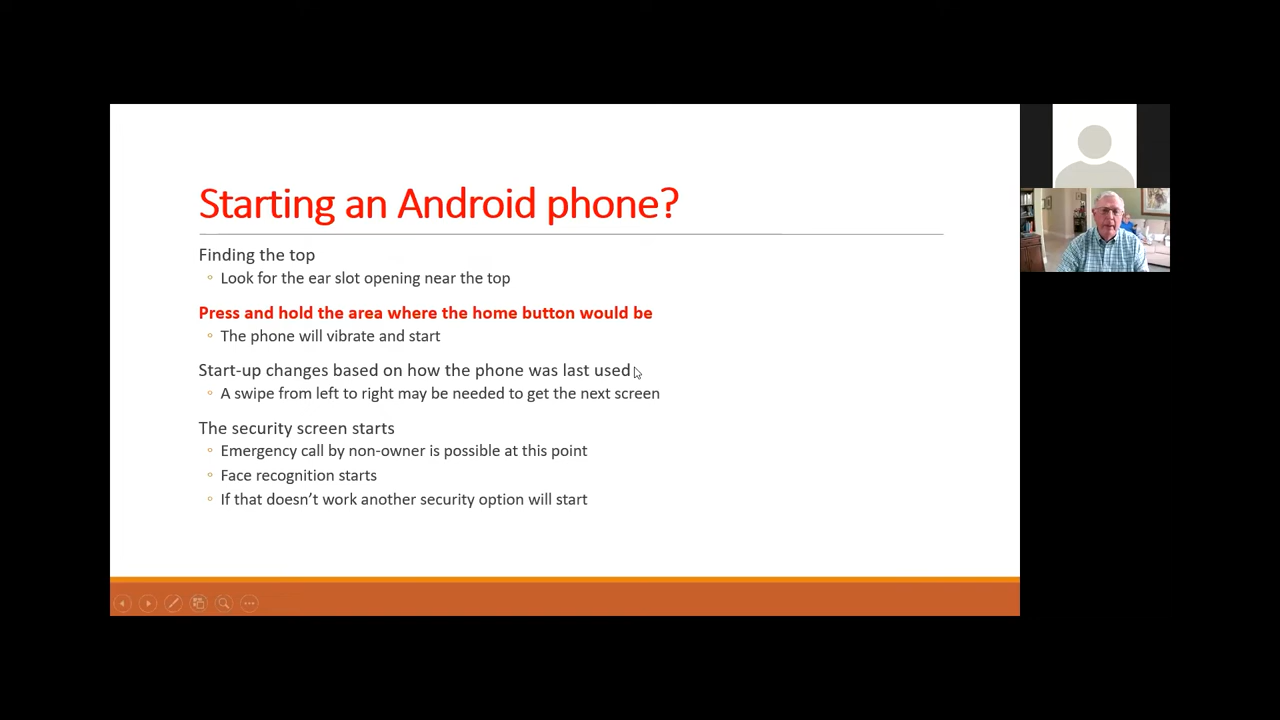 Starting an Android phone?
Finding the top
Look for the ear slot opening near the top
Press and hold the area where the home button would be
The phone will vibrate and start
Start-up changes based on how the phone was last used
A swipe from left to right may be needed to get the next screen
The security screen starts
Emergency call by non-owner is possible at this point
Face recognition starts
If that doesn’t work another security option will start